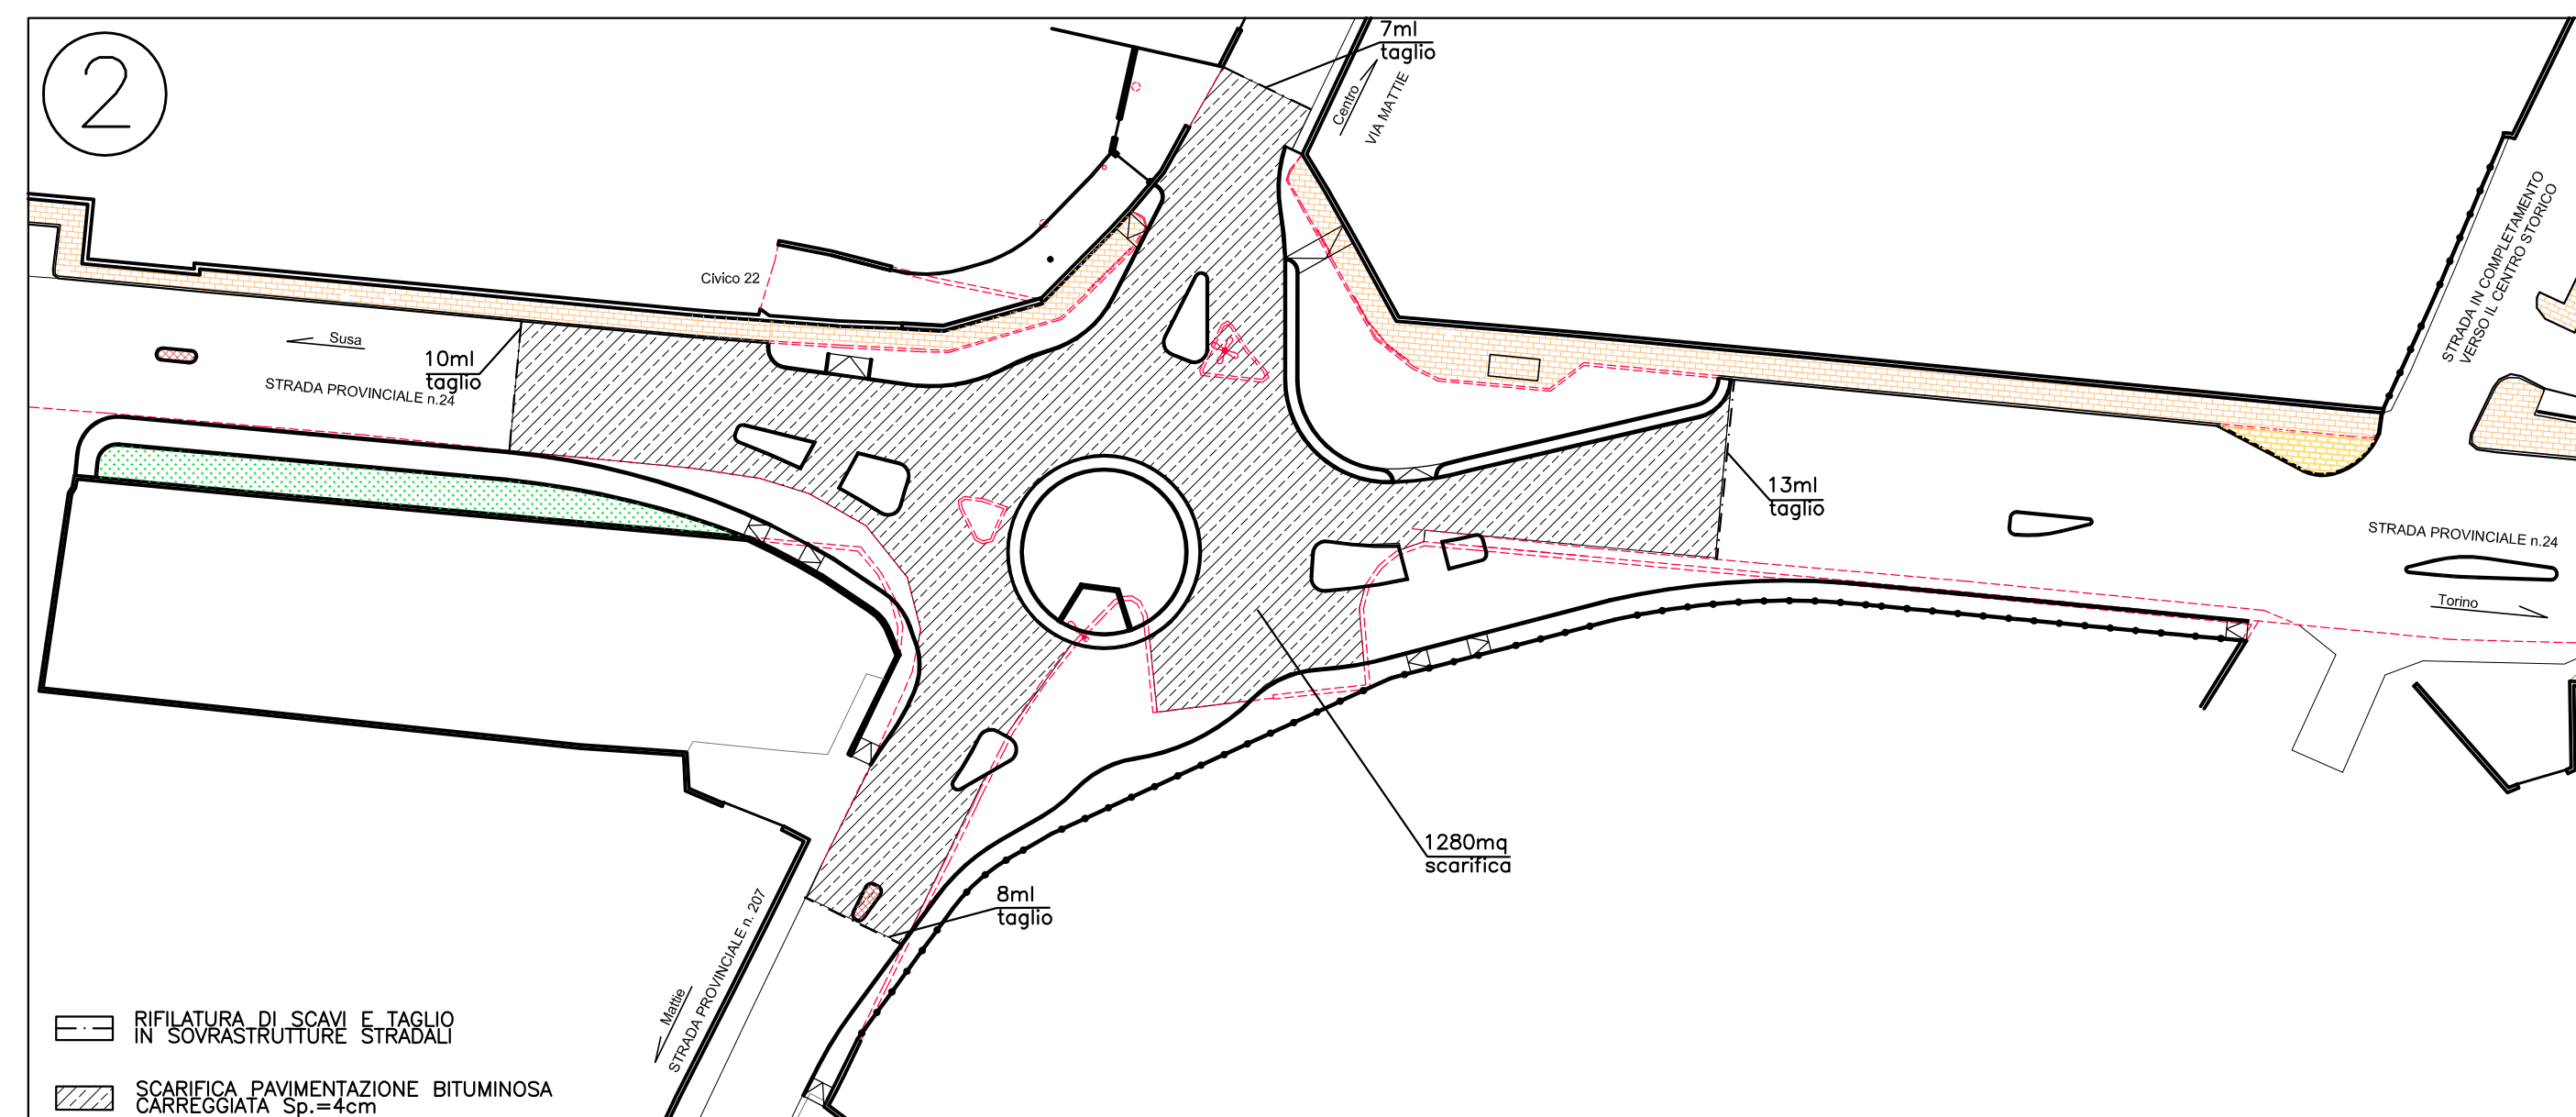 2
7ml
taglio
Centro
VIA MATTIE
STRADA IN COMPLETAMENTO
VERSO IL CENTRO STORICO
Civico 22
Susa
10ml
taglio
STRADA PROVINCIALE n.24
13ml
taglio
STRADA PROVINCIALE n.24
Torino
1280mq
scarifica
8ml
taglio
Mattie
STRADA PROVINCIALE n. 207
RIFILATURA DI SCAVI E TAGLIO
IN SOVRASTRUTTURE STRADALI
SCARIFICA PAVIMENTAZIONE BITUMINOSA
CARREGGIATA Sp.=4cm